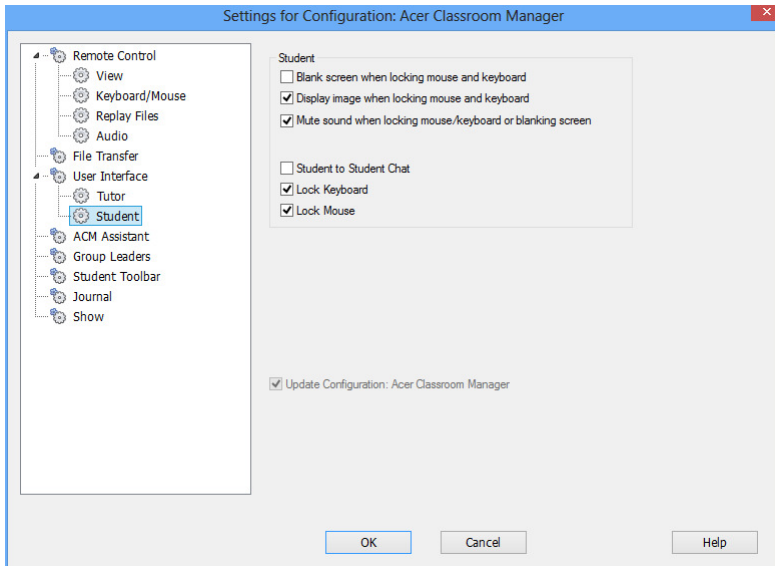 Settings for Configuration: Acer Classroom Manager
Remote Control
View
Keyboard/Mouse
Replay Files
Audio
File Transfer
User Interface
Tutor
Student
ACM Assistant
Group Leaders
Student Toolbar
Journal
Show
Student
Blank screen when locking mouse and keyboard
Display image when locking mouse and keyboard
Mute sound when locking mouse/keyboard or blanking screen
Student to Student Chat
Lock Keyboard
Lock Mouse
Update Configuration: Acer Classroom Manager
OK
Cancel
Help